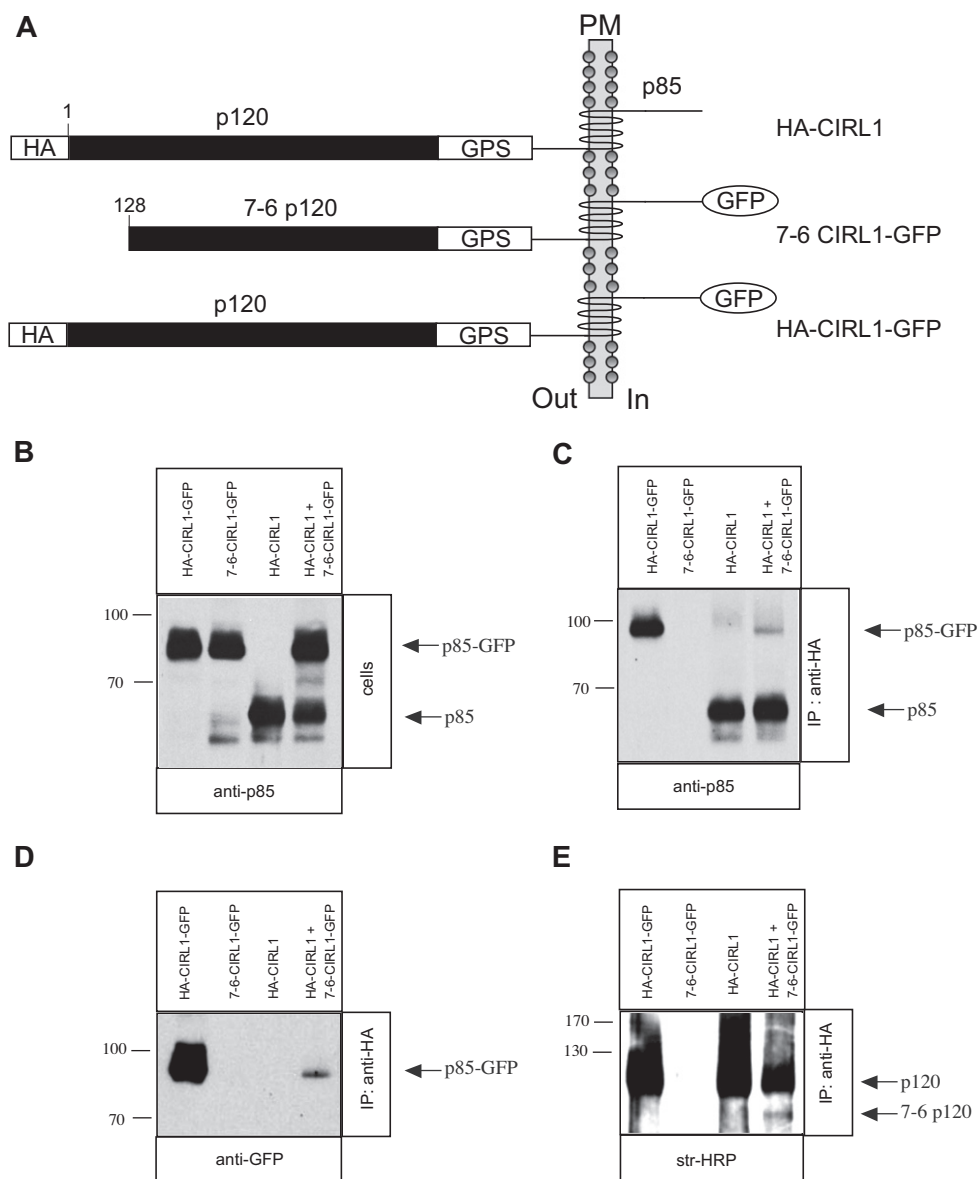 A
PM
p85
1
p120
HA
GPS
HA-CIRL1
128
7-6 p120
GPS
GFP
7-6 CIRL1-GFP
p120
HA
GPS
GFP
HA-CIRL1-GFP
Out
In
B
HA-CIRL1-GFP
7-6-CIRL1-GFP
HA-CIRL1
HA-CIRL1 +
7-6-CIRL1-GFP
100
70
p85-GFP
p85
cells
anti-p85
C
HA-CIRL1-GFP
7-6-CIRL1-GFP
HA-CIRL1
HA-CIRL1 +
7-6-CIRL1-GFP
100
70
p85-GFP
p85
IP : anti-HA
anti-p85
D
HA-CIRL1-GFP
7-6-CIRL1-GFP
HA-CIRL1
HA-CIRL1 +
7-6-CIRL1-GFP
100
70
p85-GFP
IP: anti-HA
anti-GFP
E
HA-CIRL1-GFP
7-6-CIRL1-GFP
HA-CIRL1
HA-CIRL1 +
7-6-CIRL1-GFP
170
130
p120
7-6 p120
IP: anti-HA
str-HRP